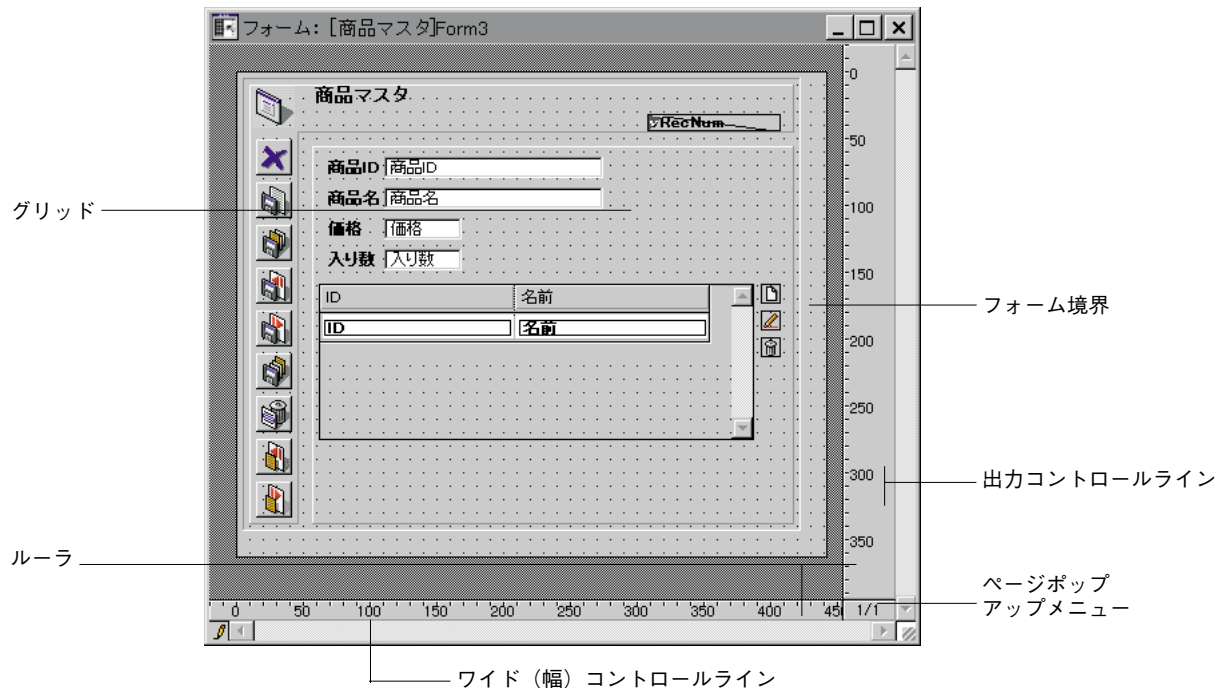 フォーム: [商品マスタ]Form3
商品マスタ
vRecNum
商品ID 商品ID
商品名 商品名
価格 価格
入り数 入り数
ID 名前
ID 名前
0
50
100
150
200
250
300
350
0 50 100 150 200 250 300 350 400 45 1/1
グリッド
ルーラ
フォーム境界
出力コントロールライン
ページポップ
アップメニュー
ワイド（幅）コントロールライン